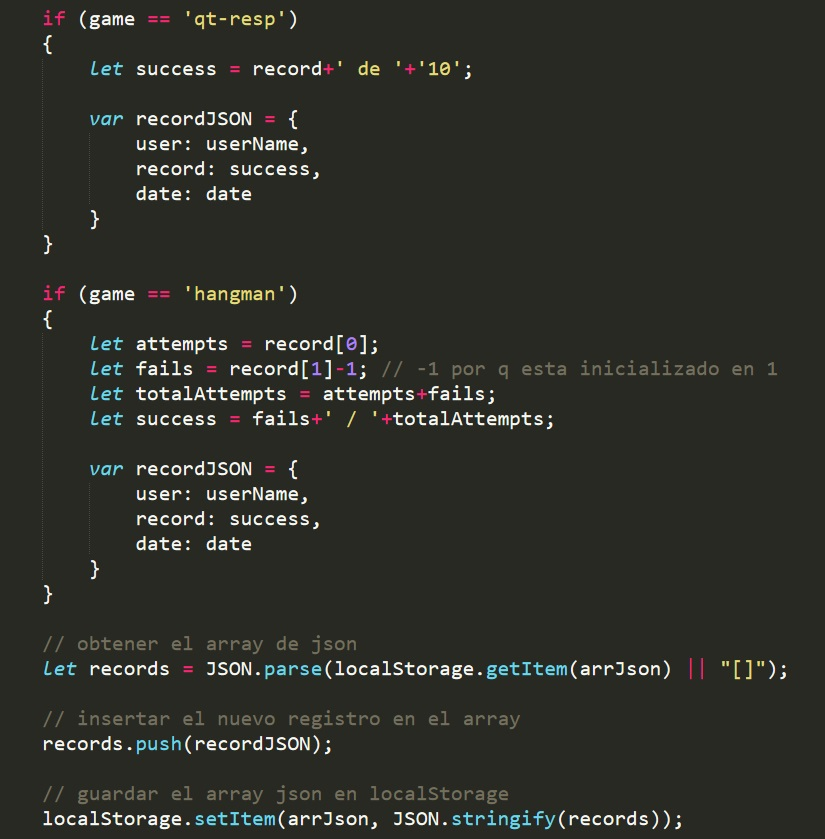 if (game == 'qt-resp')
{
let success = record+' de '+'10';
var recordJSON = {
user: userName,
record: success,
date: date
}
}
if (game == 'hangman')
{
let attempts = record[0];
let fails = record[1]-1; // -1 por q esta inicializado en 1
let totalAttempts = attempts+fails;
let success = fails+' / '+totalAttempts;
var recordJSON = {
user: userName,
record: success,
date: date
}
}
// obtener el array de json
let records = JSON.parse(localStorage.getItem(arrJson) || "[]");
// insertar el nuevo registro en el array
records.push(recordJSON);
// guardar el array json en localStorage
localStorage.setItem(arrJson, JSON.stringify(records));